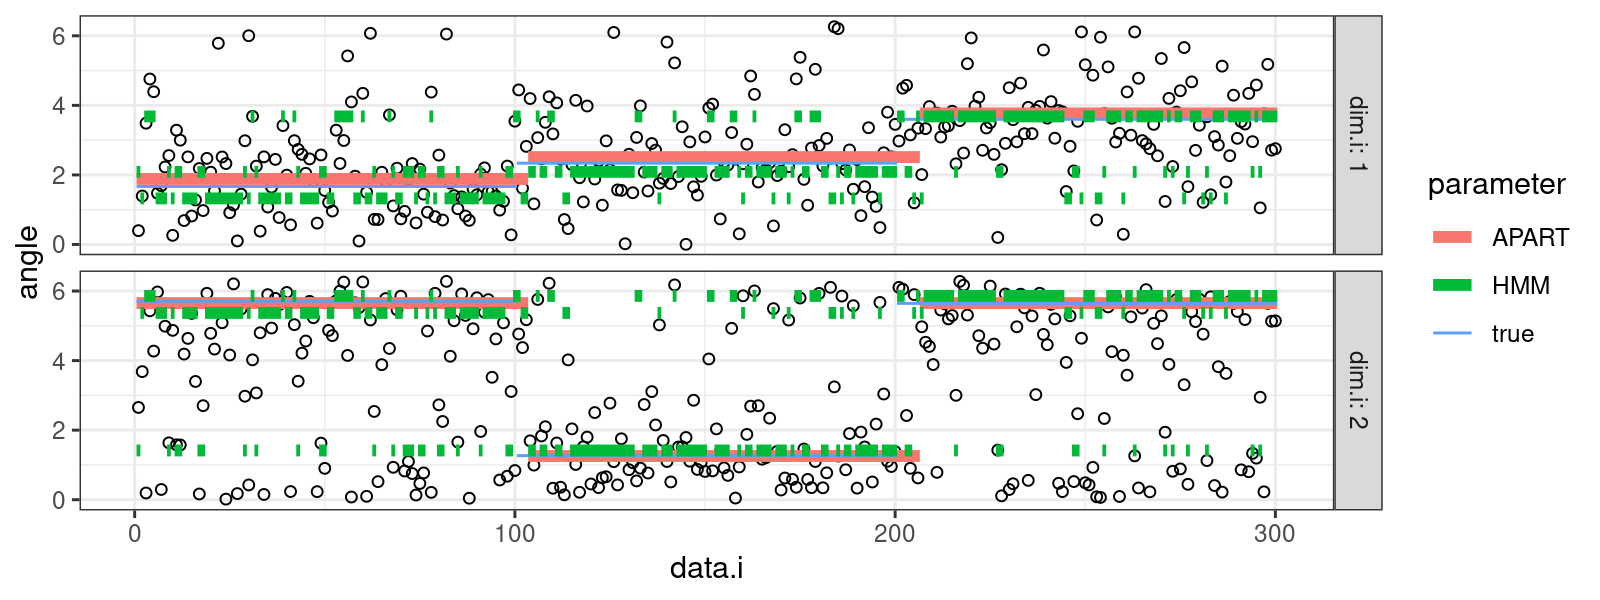 6
4
2
0
dim.i: 1
6
4
2
0
dim.i: 2
angle
0 100 200 300
data.i
parameter
APART
HMM
true